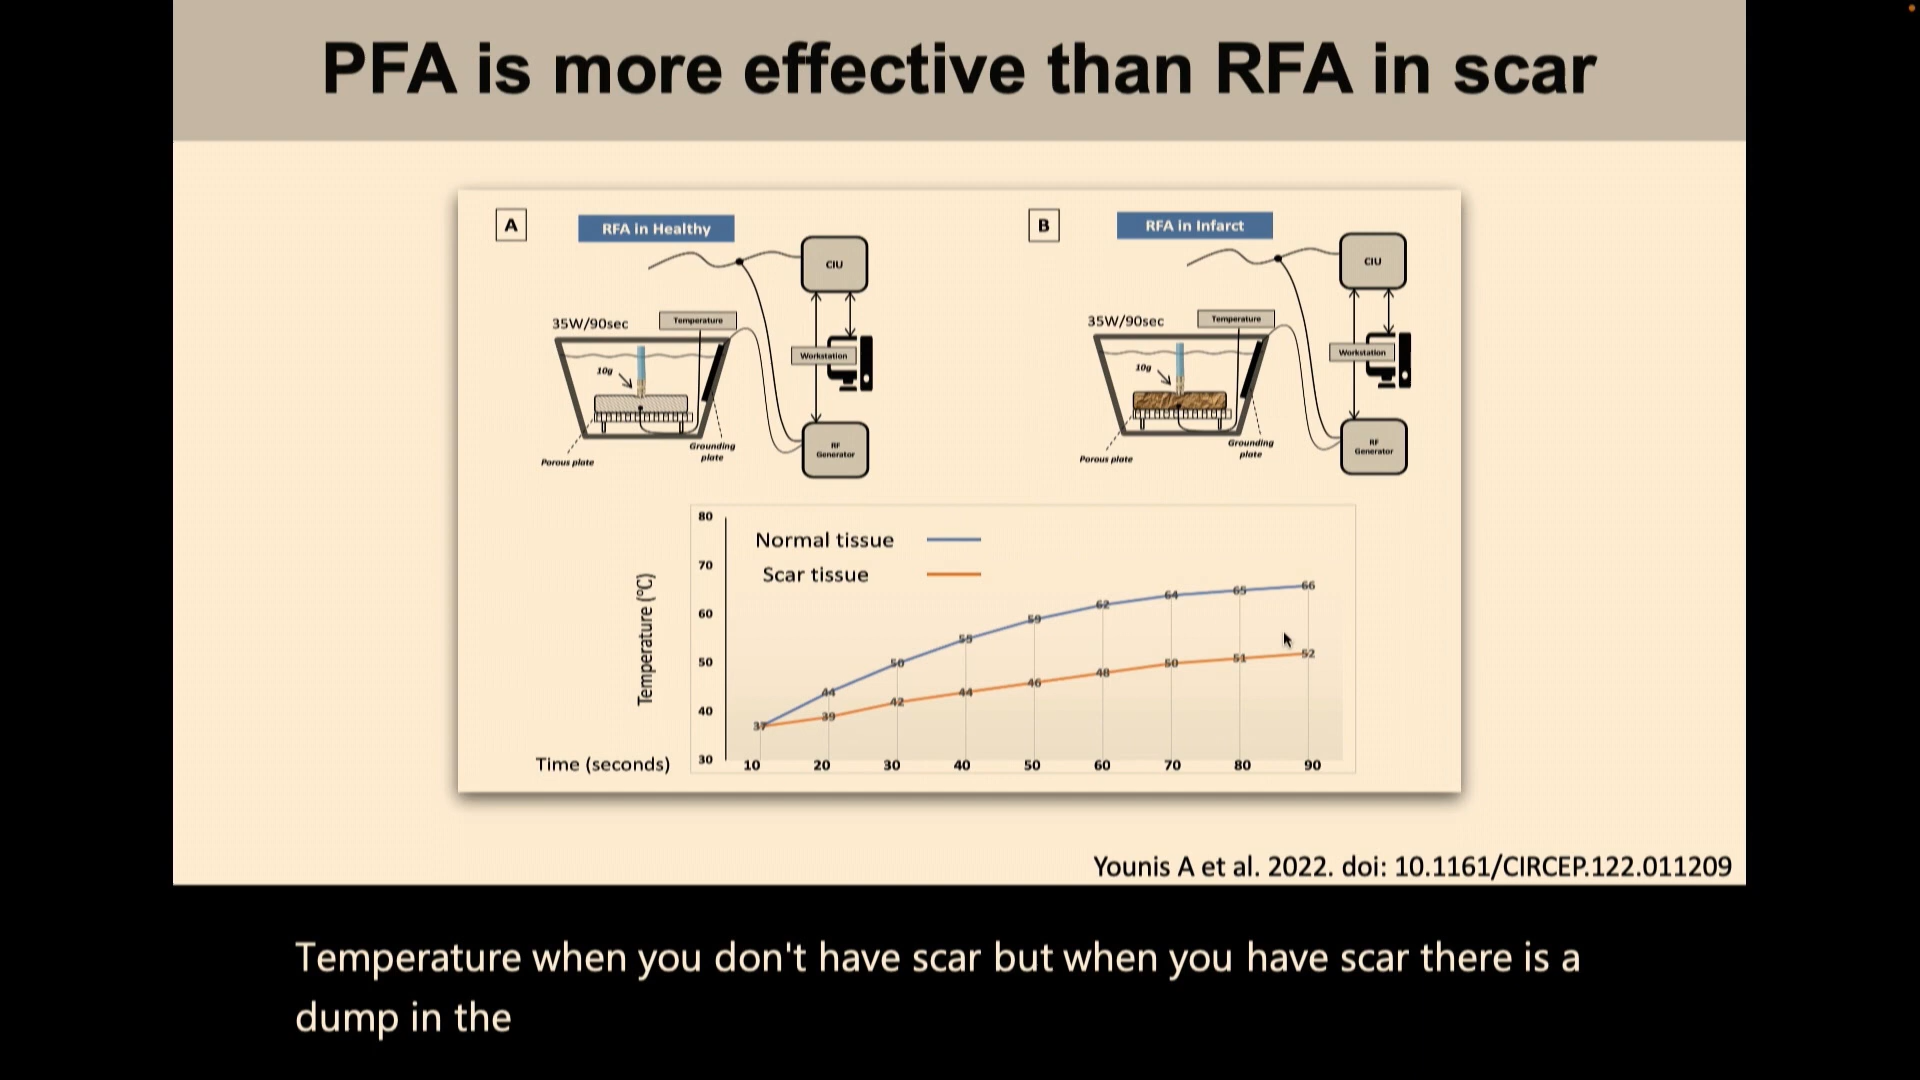 PFA is more effective than RFA in scar
A
RFA in Healthy
CIU
35W/90sec
Temperature
Workstation
10g
Grounding
plate
Porous plate
RF
Generator
B
RFA in Infarct
CIU
35W/90sec
Temperature
Workstation
10g
Grounding
plate
Porous plate
RF
Generator
80
70
60
50
40
30
Temperature (°C)
Normal tissue
Scar tissue
37
44
50
55
59
62
64
65
66
39
42
44
46
48
50
51
52
Time (seconds)
10 20 30 40 50 60 70 80 90
Younis A et al. 2022. doi: 10.1161/CIRCEP.122.011209
Temperature when you don't have scar but when you have scar there is a
dump in the